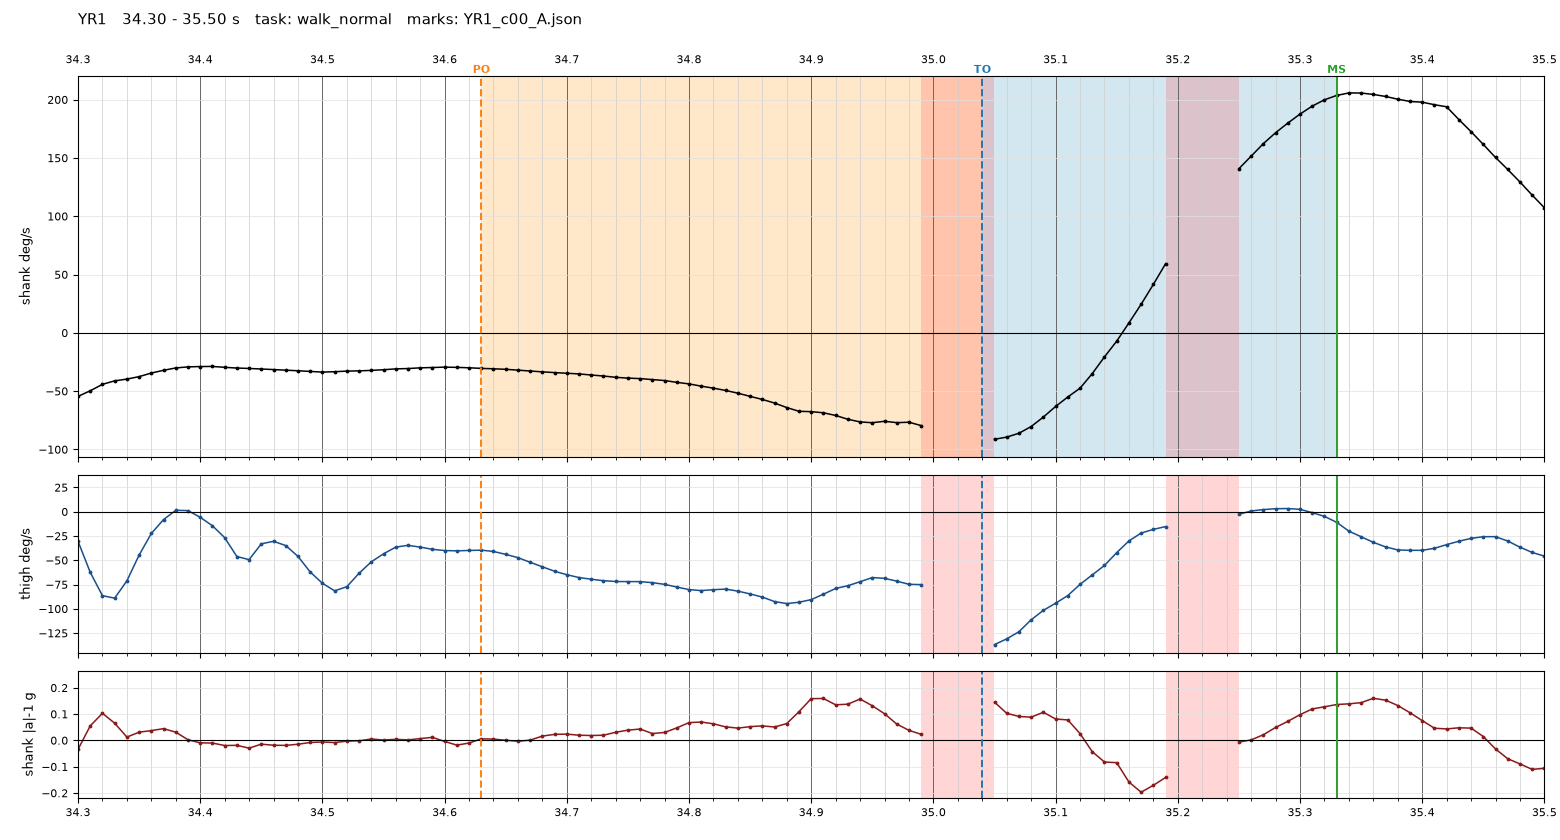 YR1   34.30 - 35.50 s   task: walk_normal   marks: YR1_c00_A.json
34.3 34.4 34.5 34.6 34.7 34.8 34.9 35.0 35.1 35.2 35.3 35.4 35.5
PO TO MS
shank deg/s
200
150
100
50
0
−50
−100
thigh deg/s
25
0
−25
−50
−75
−100
−125
shank |a|-1 g
0.2
0.1
0.0
−0.1
−0.2
34.3 34.4 34.5 34.6 34.7 34.8 34.9 35.0 35.1 35.2 35.3 35.4 35.5